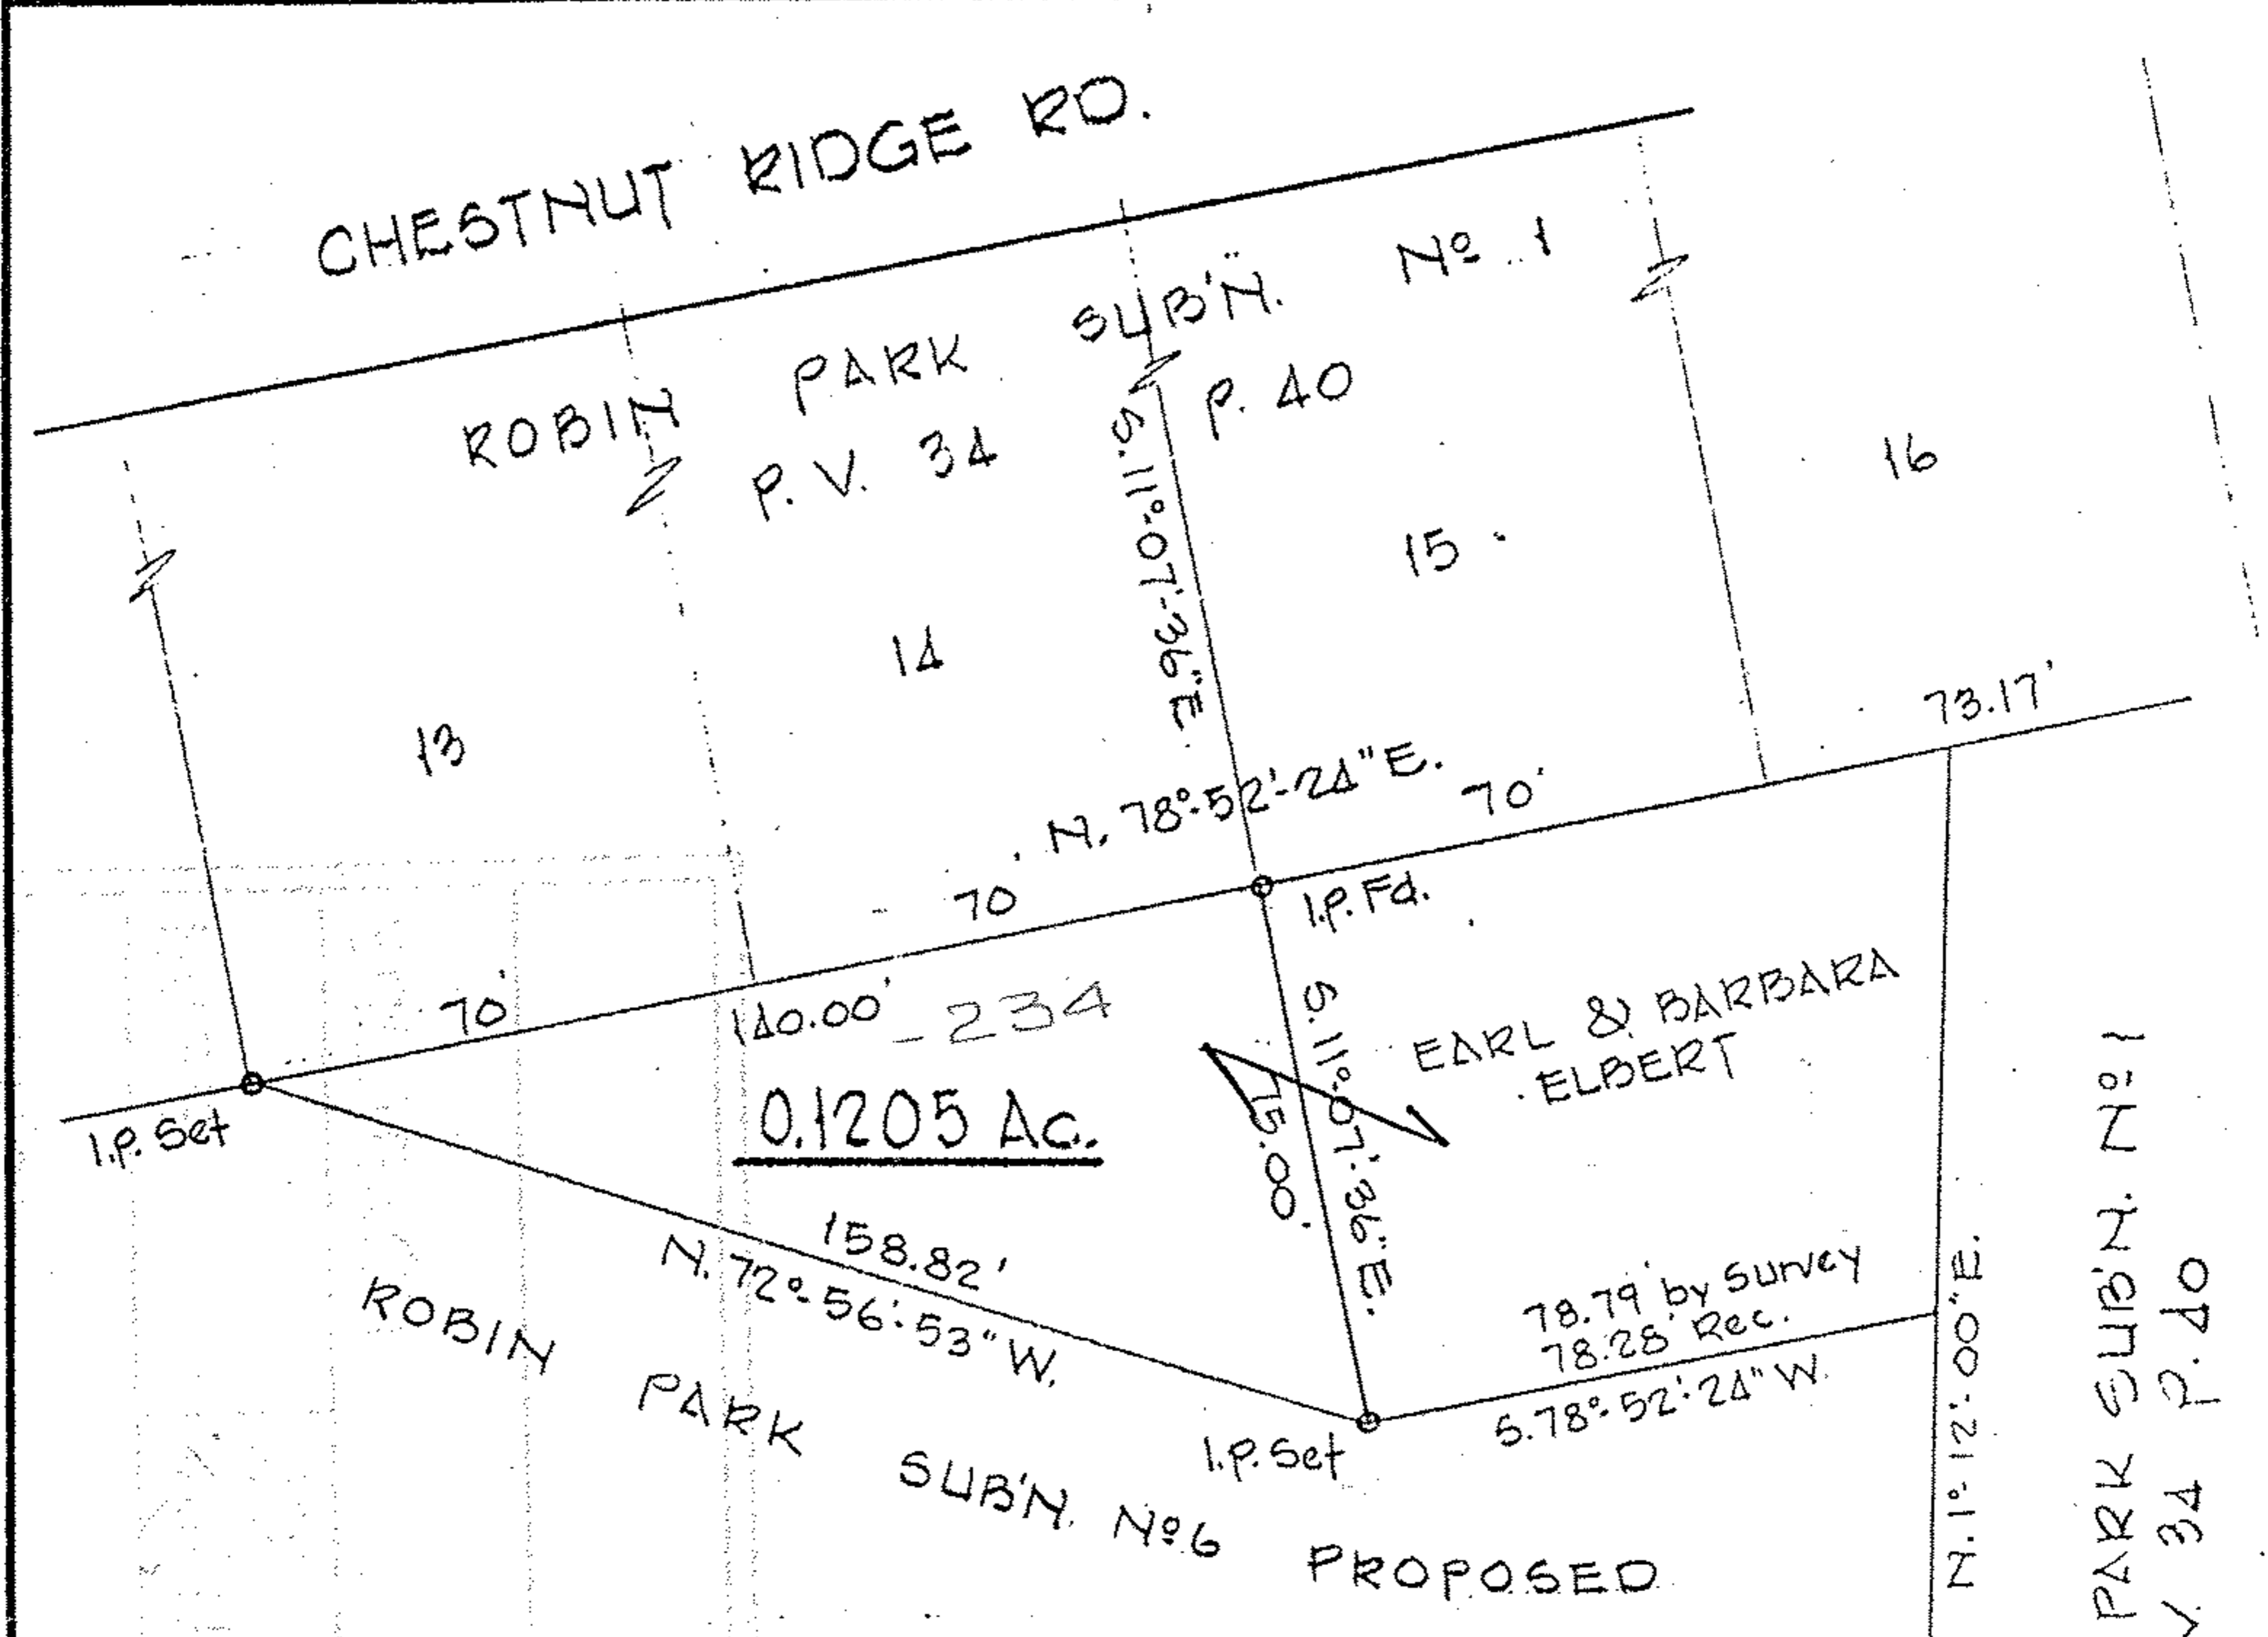 CHESTNUT RIDGE RD.
ROBIN PARK SUB'N. Nº 1
P. V. 34 P. 40
S.11°-07'-36"E
13
14
15
16
73.17'
N. 78°-52'-24"E.
70'
70
70'
140.00'
234
I.P. Fd.
I.P. Set
0.1205 Ac.
S.11°-07'-36"E.
75.00'
EARL & BARBARA
ELBERT
158.82'
N. 72°-56'-53"W.
78.79' by Survey
78.28' Rec.
S.78°-52'-24"W.
I.P. Set
ROBIN PARK SUB'N. Nº 6 PROPOSED
N.1°-21'-00"E.
PARK SUB'N. Nº 1
V. 34 P. 40